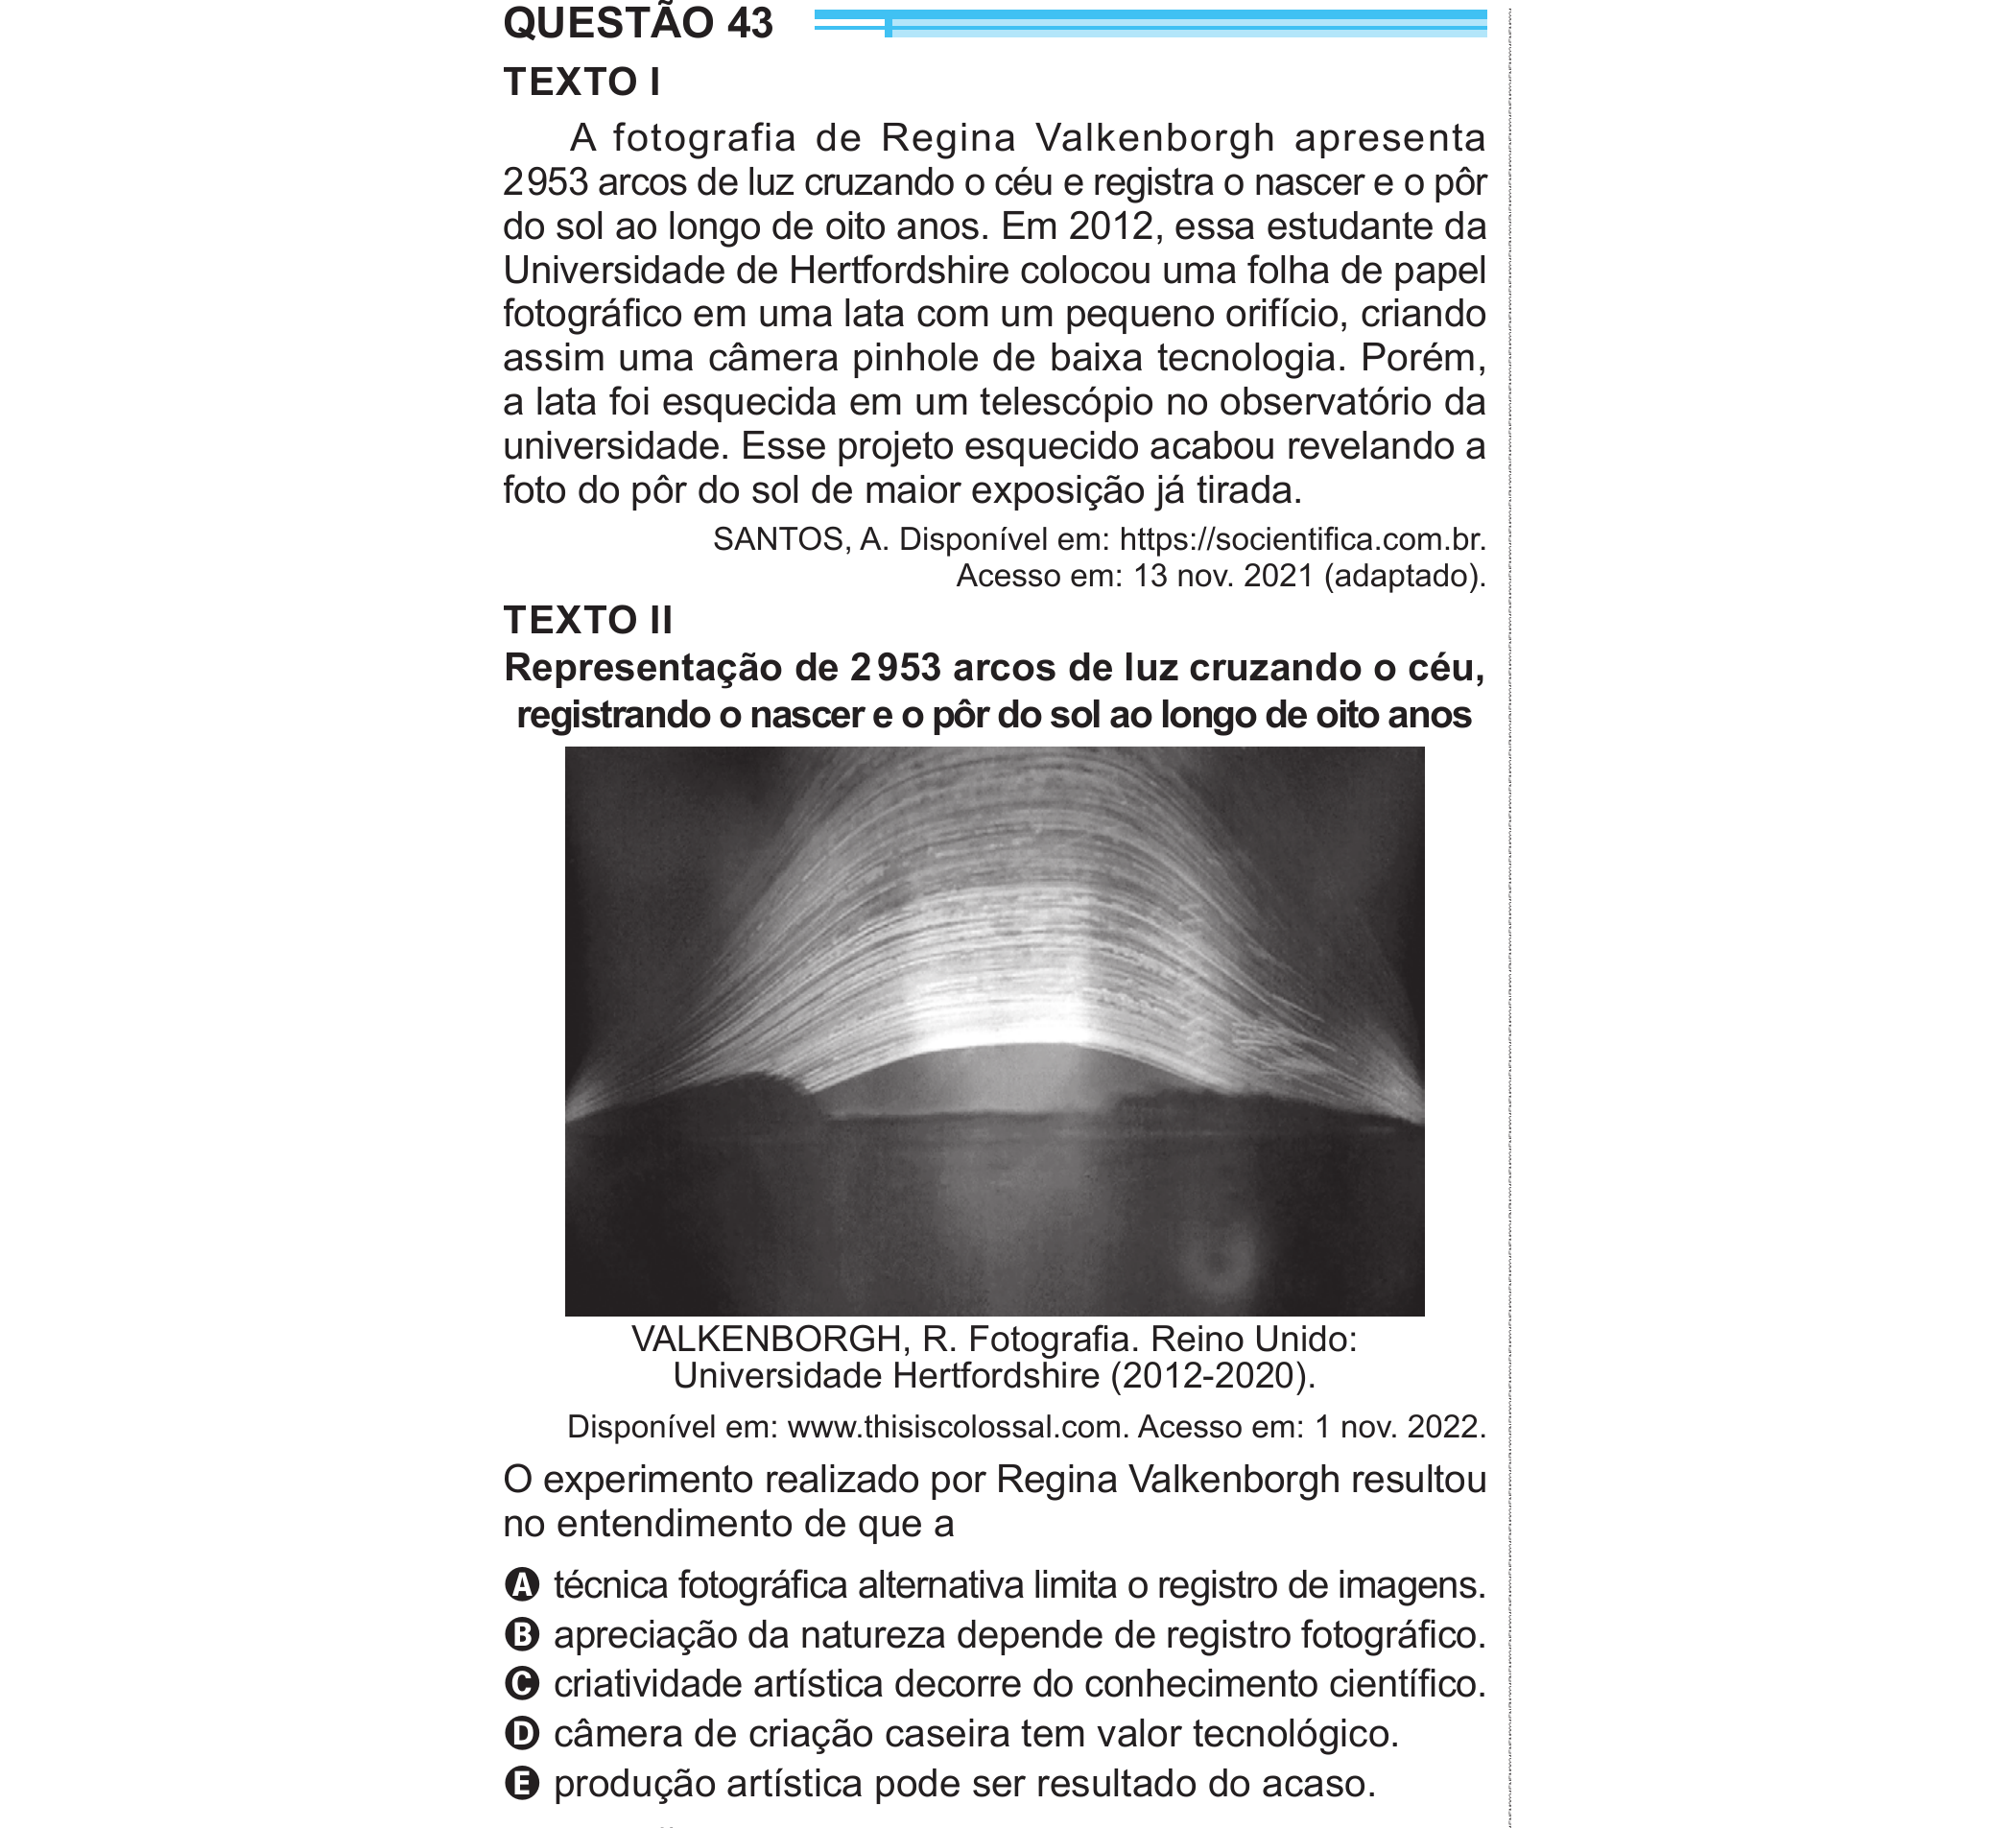 QUESTÃO 43
TEXTO I
A fotografia de Regina Valkenborgh apresenta
2 953 arcos de luz cruzando o céu e registra o nascer e o pôr
do sol ao longo de oito anos. Em 2012, essa estudante da
Universidade de Hertfordshire colocou uma folha de papel
fotográfico em uma lata com um pequeno orifício, criando
assim uma câmera pinhole de baixa tecnologia. Porém,
a lata foi esquecida em um telescópio no observatório da
universidade. Esse projeto esquecido acabou revelando a
foto do pôr do sol de maior exposição já tirada.
SANTOS, A. Disponível em: https://socientifica.com.br.
Acesso em: 13 nov. 2021 (adaptado).
TEXTO II
Representação de 2 953 arcos de luz cruzando o céu,
registrando o nascer e o pôr do sol ao longo de oito anos
VALKENBORGH, R. Fotografia. Reino Unido:
Universidade Hertfordshire (2012-2020).
Disponível em: www.thisiscolossal.com. Acesso em: 1 nov. 2022.
O experimento realizado por Regina Valkenborgh resultou
no entendimento de que a
A técnica fotográfica alternativa limita o registro de imagens.
B apreciação da natureza depende de registro fotográfico.
C criatividade artística decorre do conhecimento científico.
D câmera de criação caseira tem valor tecnológico.
E produção artística pode ser resultado do acaso.